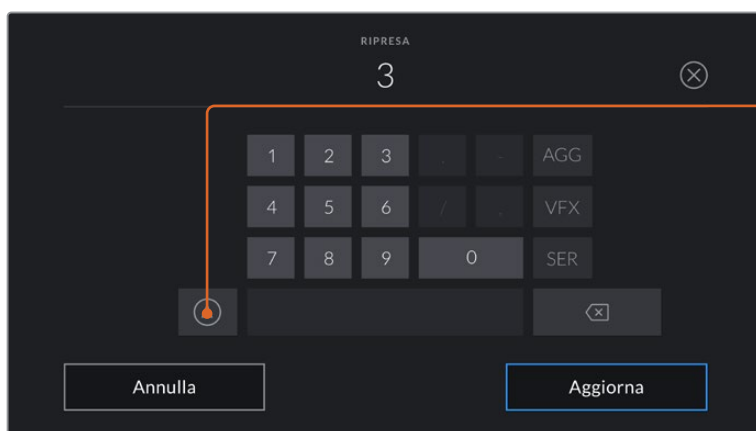 RIPRESA
3
1 2 3 . - AGG
4 5 6 / , VFX
7 8 9 0 SER
Annulla Aggiorna